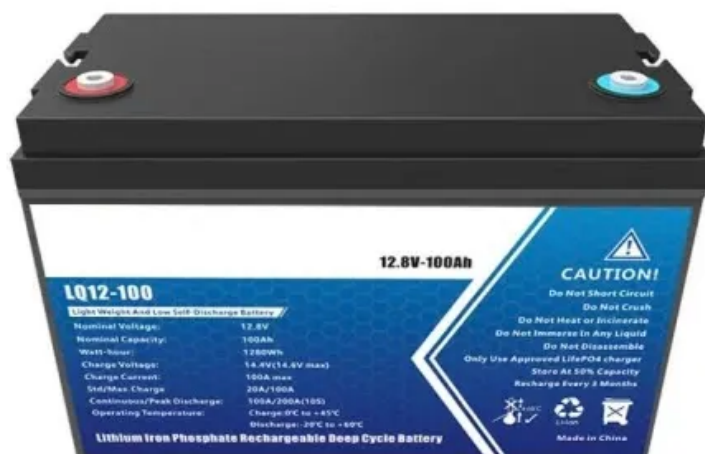 12.8V-100Ah
LQ12-100
Light Weight And Low Self-Discharge Battery
Nominal Voltage: 12.8V
Nominal Capacity: 100Ah
Watt-hour: 1280Wh
Charge Voltage: 14.4V(14.6V max)
Charge Current: 100A max
Std/Max.Charge 20A/100A
Continuous/Peak Discharge: 100A/200A(10S)
Operating Temperature: Charge:0℃ to +45℃
Discharge:-20℃ to +60℃
Lithium Iron Phosphate Rechargeable Deep Cycle Battery
CAUTION!
Do Not Short Circuit
Do Not Crush
Do Not Heat or Incinerate
Do Not Immerse In Any Liquid
Do Not Disassemble
Only Use Approved LifePO4 charger
Store At 50% Capacity
Recharge Every 3 Months
Li-ion
Made in China